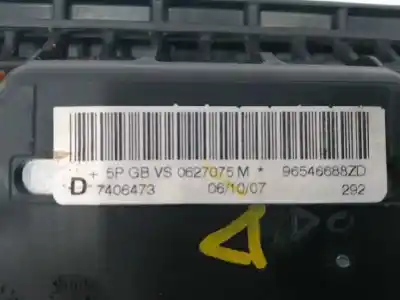 + 5P GB VS 0627075 M * 96546688ZD
D 7406473 06/10/07 292